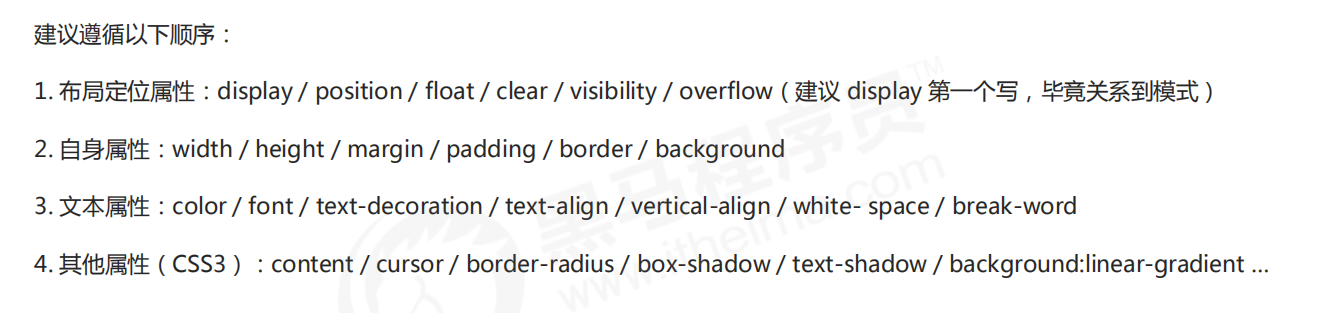 建议遵循以下顺序：
1. 布局定位属性：display / position / float / clear / visibility / overflow（建议 display 第一个写，毕竟关系到模式）
2. 自身属性：width / height / margin / padding / border / background
3. 文本属性：color / font / text-decoration / text-align / vertical-align / white- space / break-word
4. 其他属性（CSS3）：content / cursor / border-radius / box-shadow / text-shadow / background:linear-gradient …
黑马程序员™
www.itheima.com